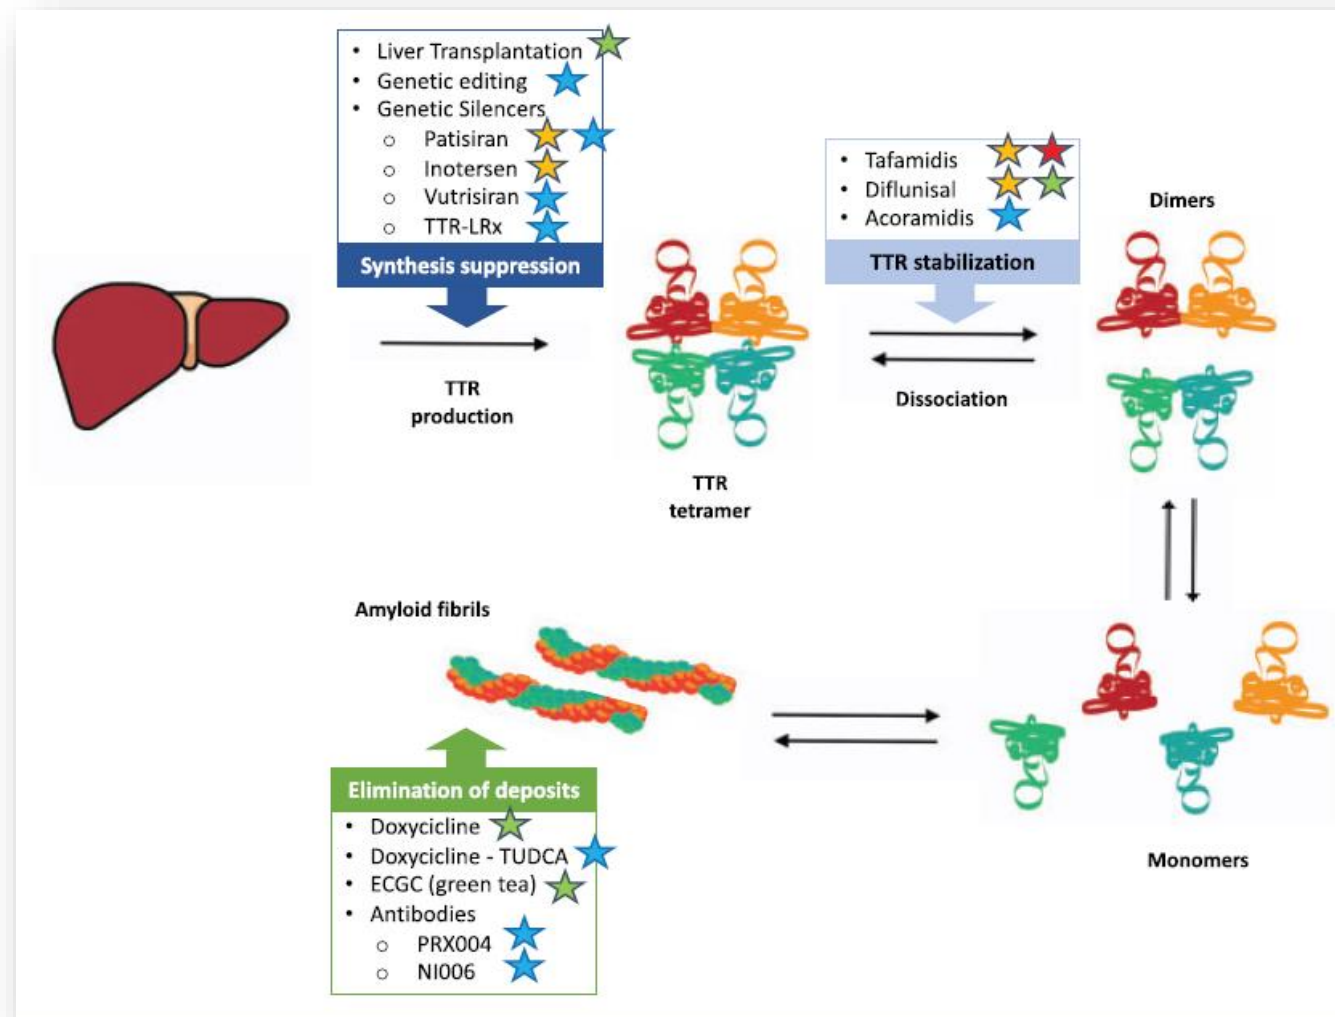 • Liver Transplantation
• Genetic editing
• Genetic Silencers
o Patisiran
o Inotersen
o Vutrisiran
o TTR-LRx
Synthesis suppression
TTR
production
TTR
tetramer
• Tafamidis
• Diflunisal
• Acoramidis
TTR stabilization
Dissociation
Dimers
Monomers
Amyloid fibrils
Elimination of deposits
• Doxycicline
• Doxycicline - TUDCA
• ECGC (green tea)
• Antibodies
o PRX004
o NI006